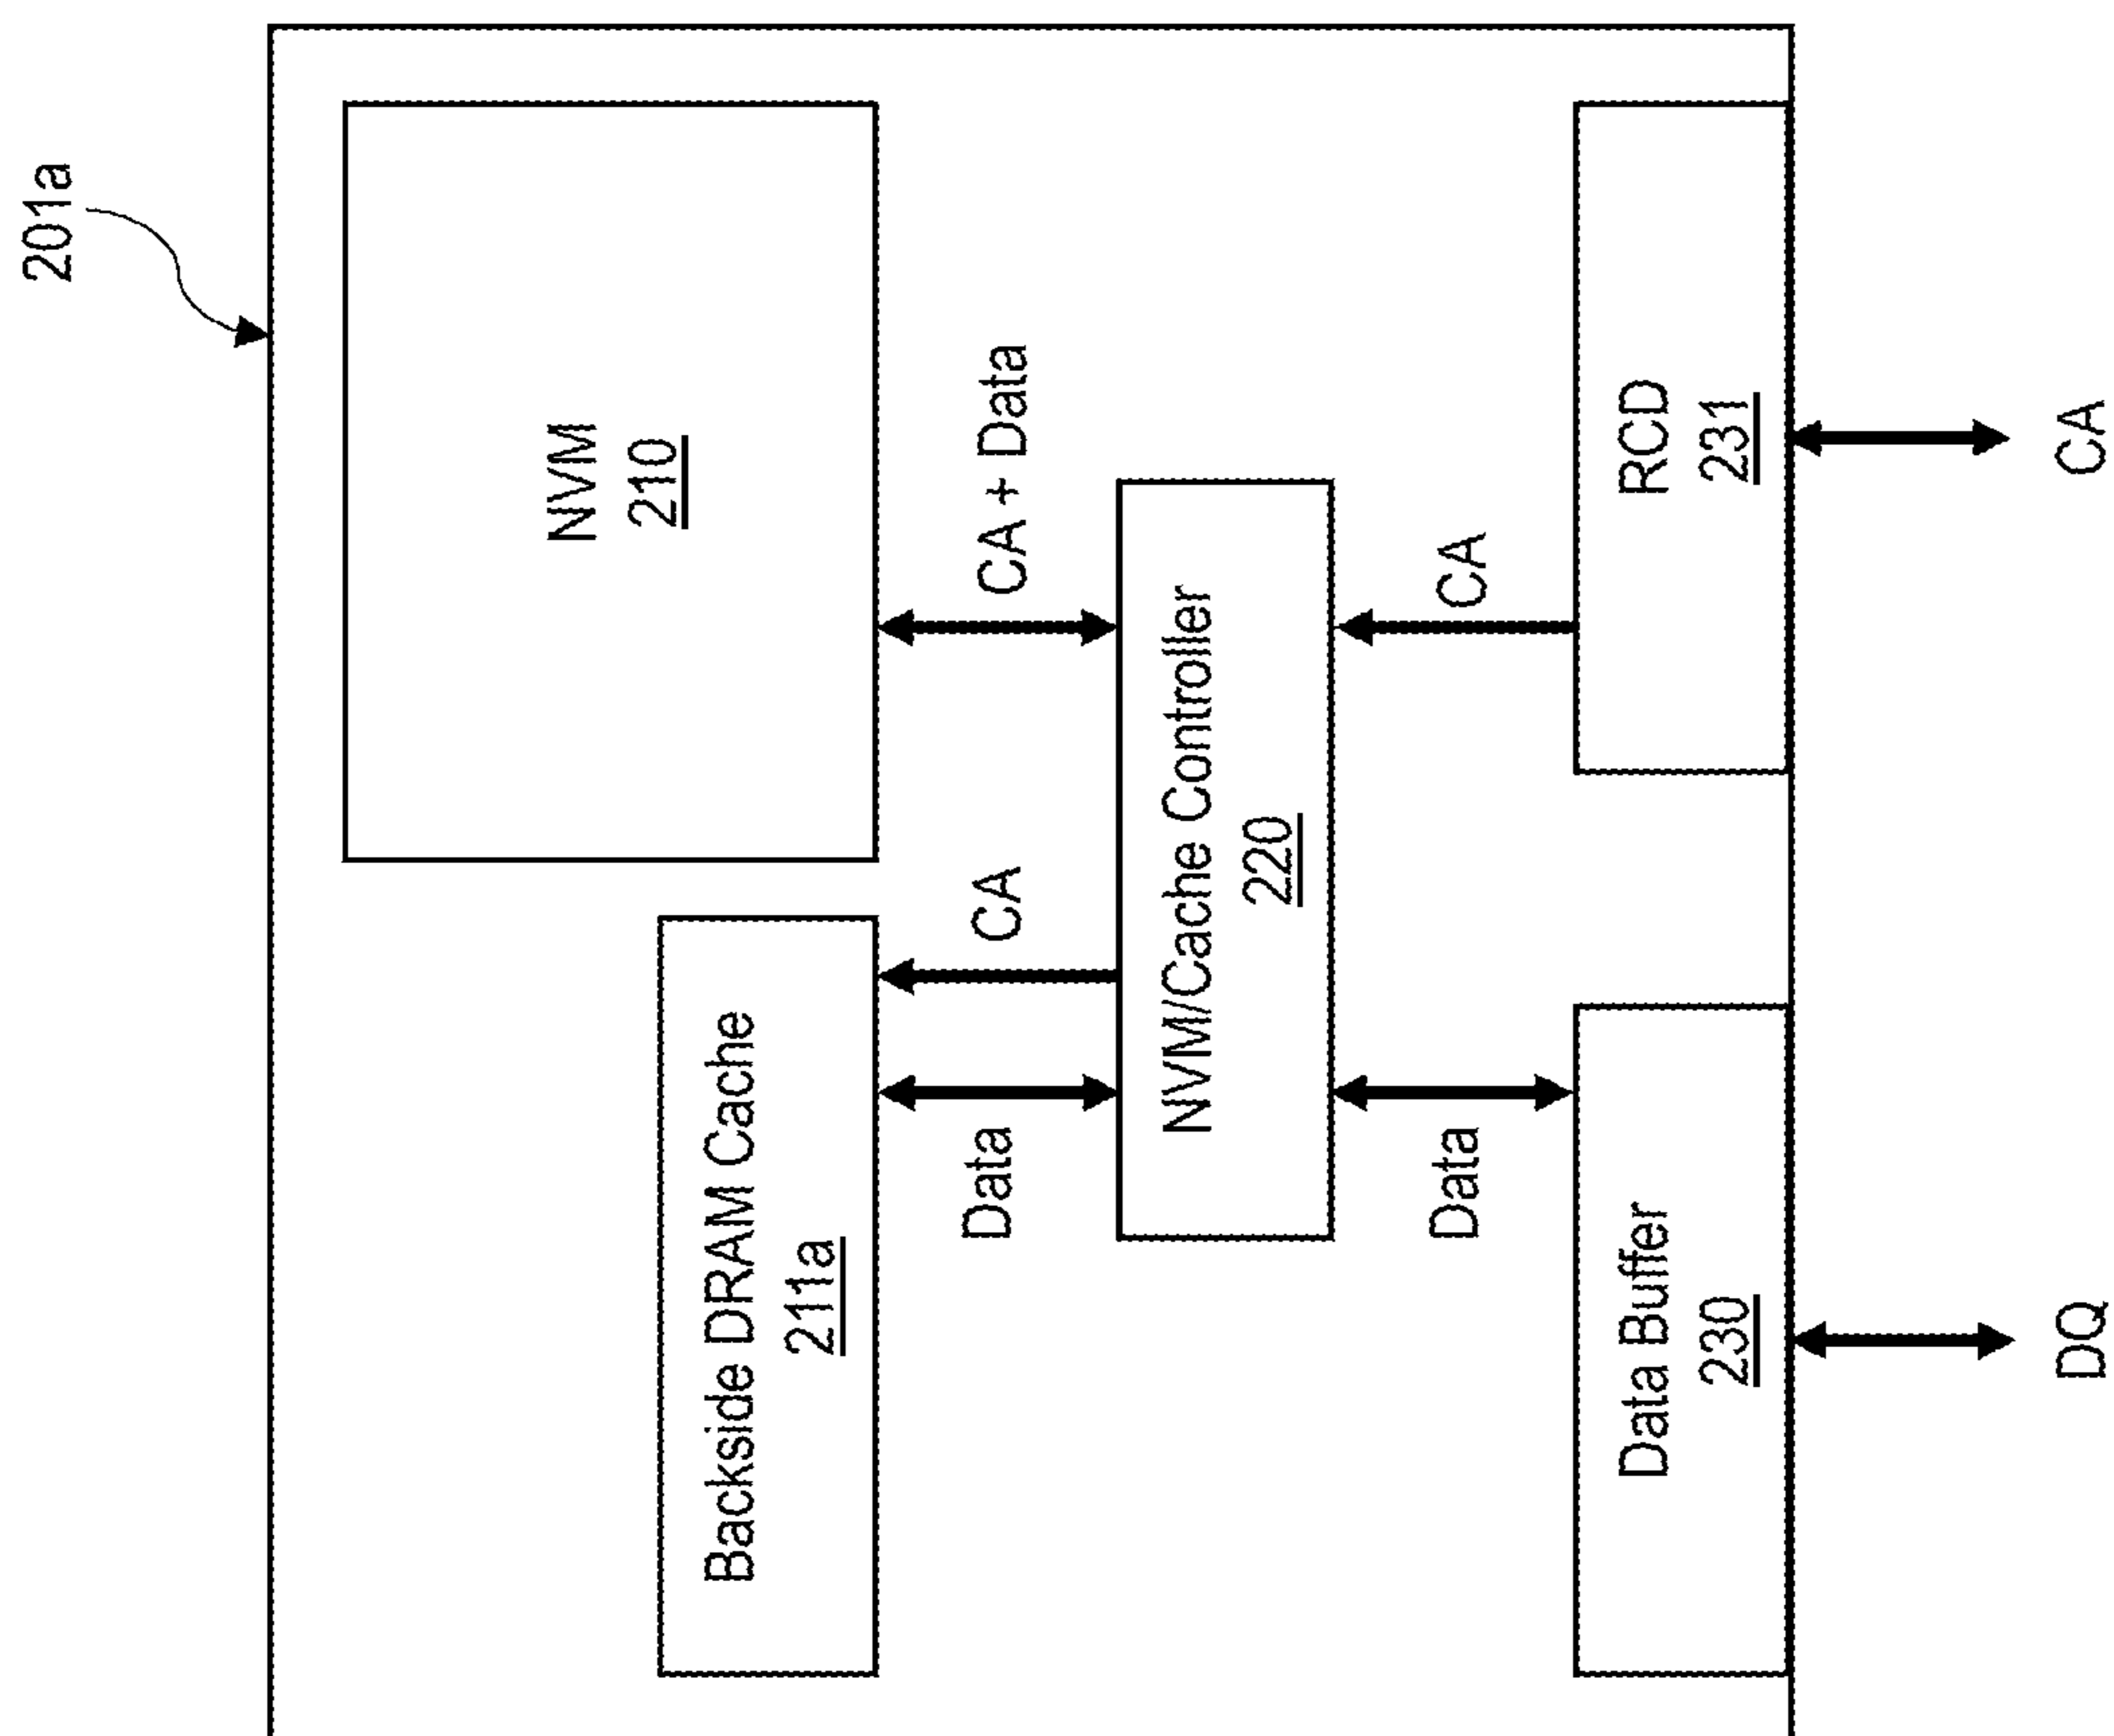 201a
NVM
210
Backside DRAM Cache
211a
CA + Data
CA
Data
NVM/Cache Controller
220
CA
Data
RCD
231
Data Buffer
230
CA
DQ